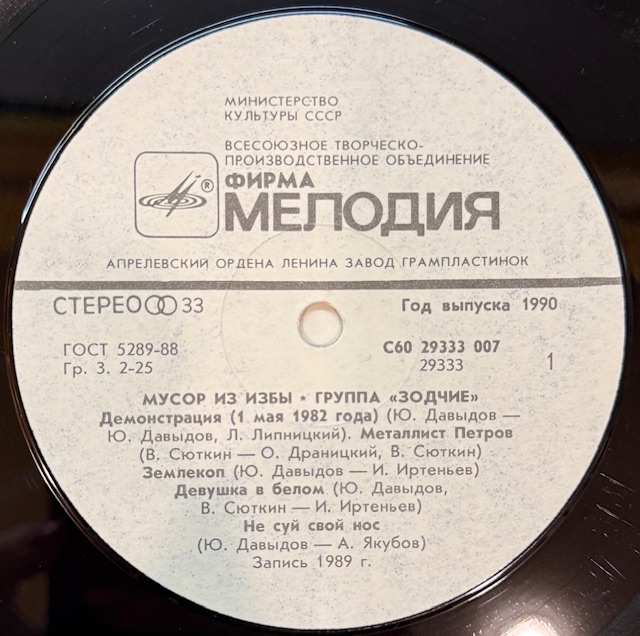 МИНИСТЕРСТВО
КУЛЬТУРЫ СССР
ВСЕСОЮЗНОЕ ТВОРЧЕСКО-
ПРОИЗВОДСТВЕННОЕ ОБЪЕДИНЕНИЕ
®
ФИРМА
МЕЛОДИЯ
АПРЕЛЕВСКИЙ ОРДЕНА ЛЕНИНА ЗАВОД ГРАМПЛАСТИНОК
СТЕРЕО 33
Год выпуска 1990
ГОСТ 5289-88
С60 29333 007
Гр. 3. 2-25
29333
1
МУСОР ИЗ ИЗБЫ • ГРУППА «ЗОДЧИЕ»
Демонстрация (1 мая 1982 года) (Ю. Давыдов —
Ю. Давыдов, Л. Липницкий). Металлист Петров
(В. Сюткин — О. Драницкий, В. Сюткин)
Землекоп (Ю. Давыдов — И. Иртеньев)
Девушка в белом (Ю. Давыдов,
В. Сюткин — И. Иртеньев)
Не суй свой нос
(Ю. Давыдов — А. Якубов)
Запись 1989 г.